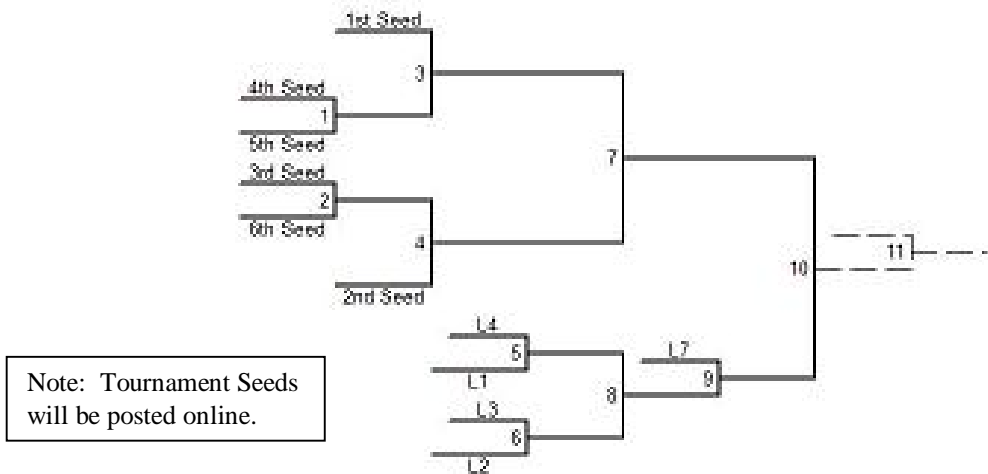 1st Seed
3
4th Seed
1
5th Seed
3rd Seed
2
6th Seed
4
2nd Seed
7
10
11
L4
5
L1
L3
6
L2
8
L7
9
Note: Tournament Seeds
will be posted online.